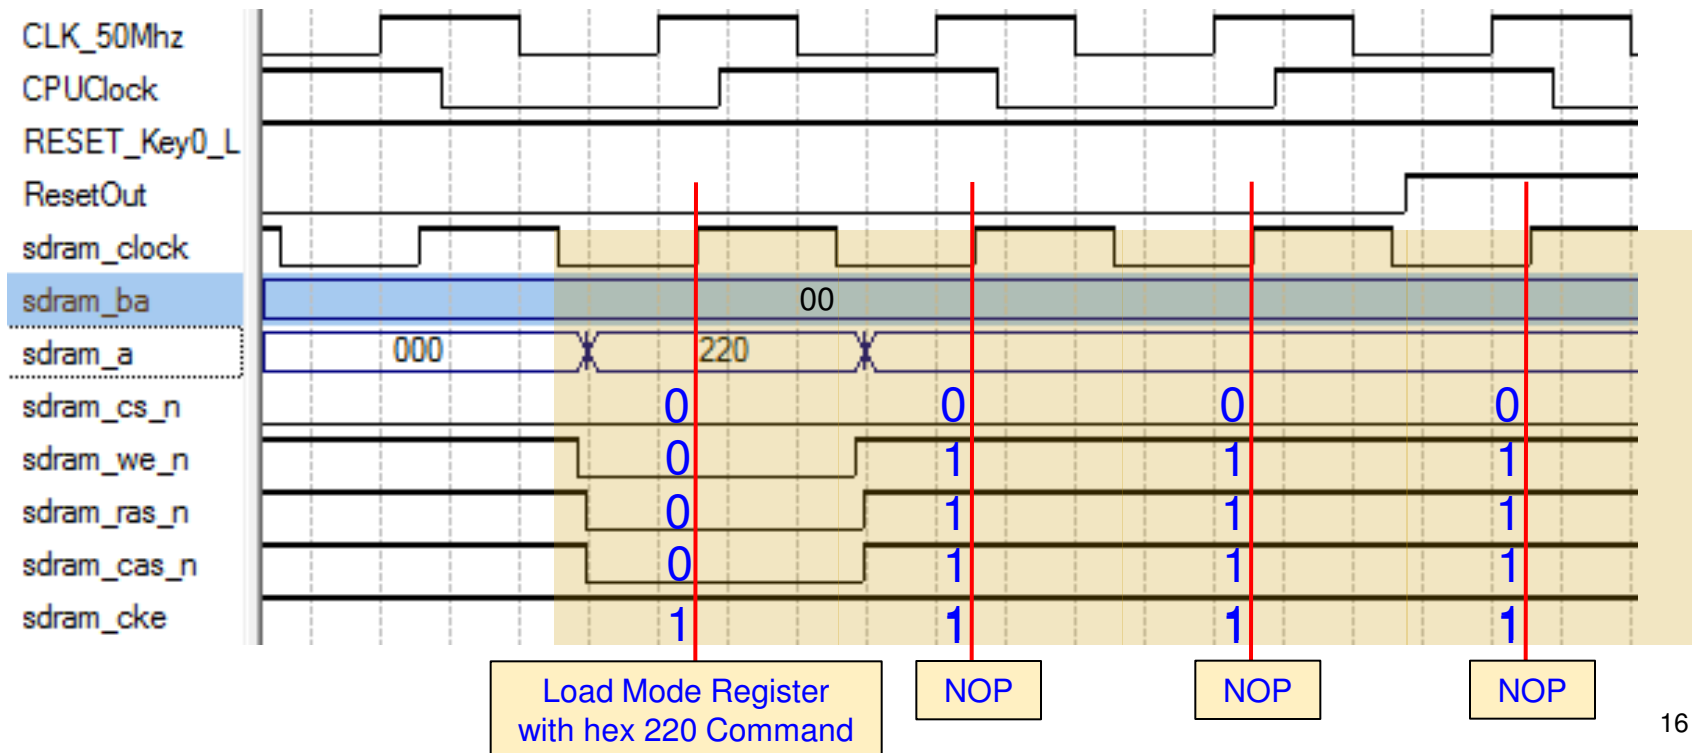 CLK_50Mhz
CPUClock
RESET_Key0_L
ResetOut
sdram_clock
sdram_ba 00
sdram_a 000 220
sdram_cs_n 0 0 0 0
sdram_we_n 0 1 1 1
sdram_ras_n 0 1 1 1
sdram_cas_n 0 1 1 1
sdram_cke 1 1 1 1
Load Mode Register
with hex 220 Command
NOP
NOP
NOP
16